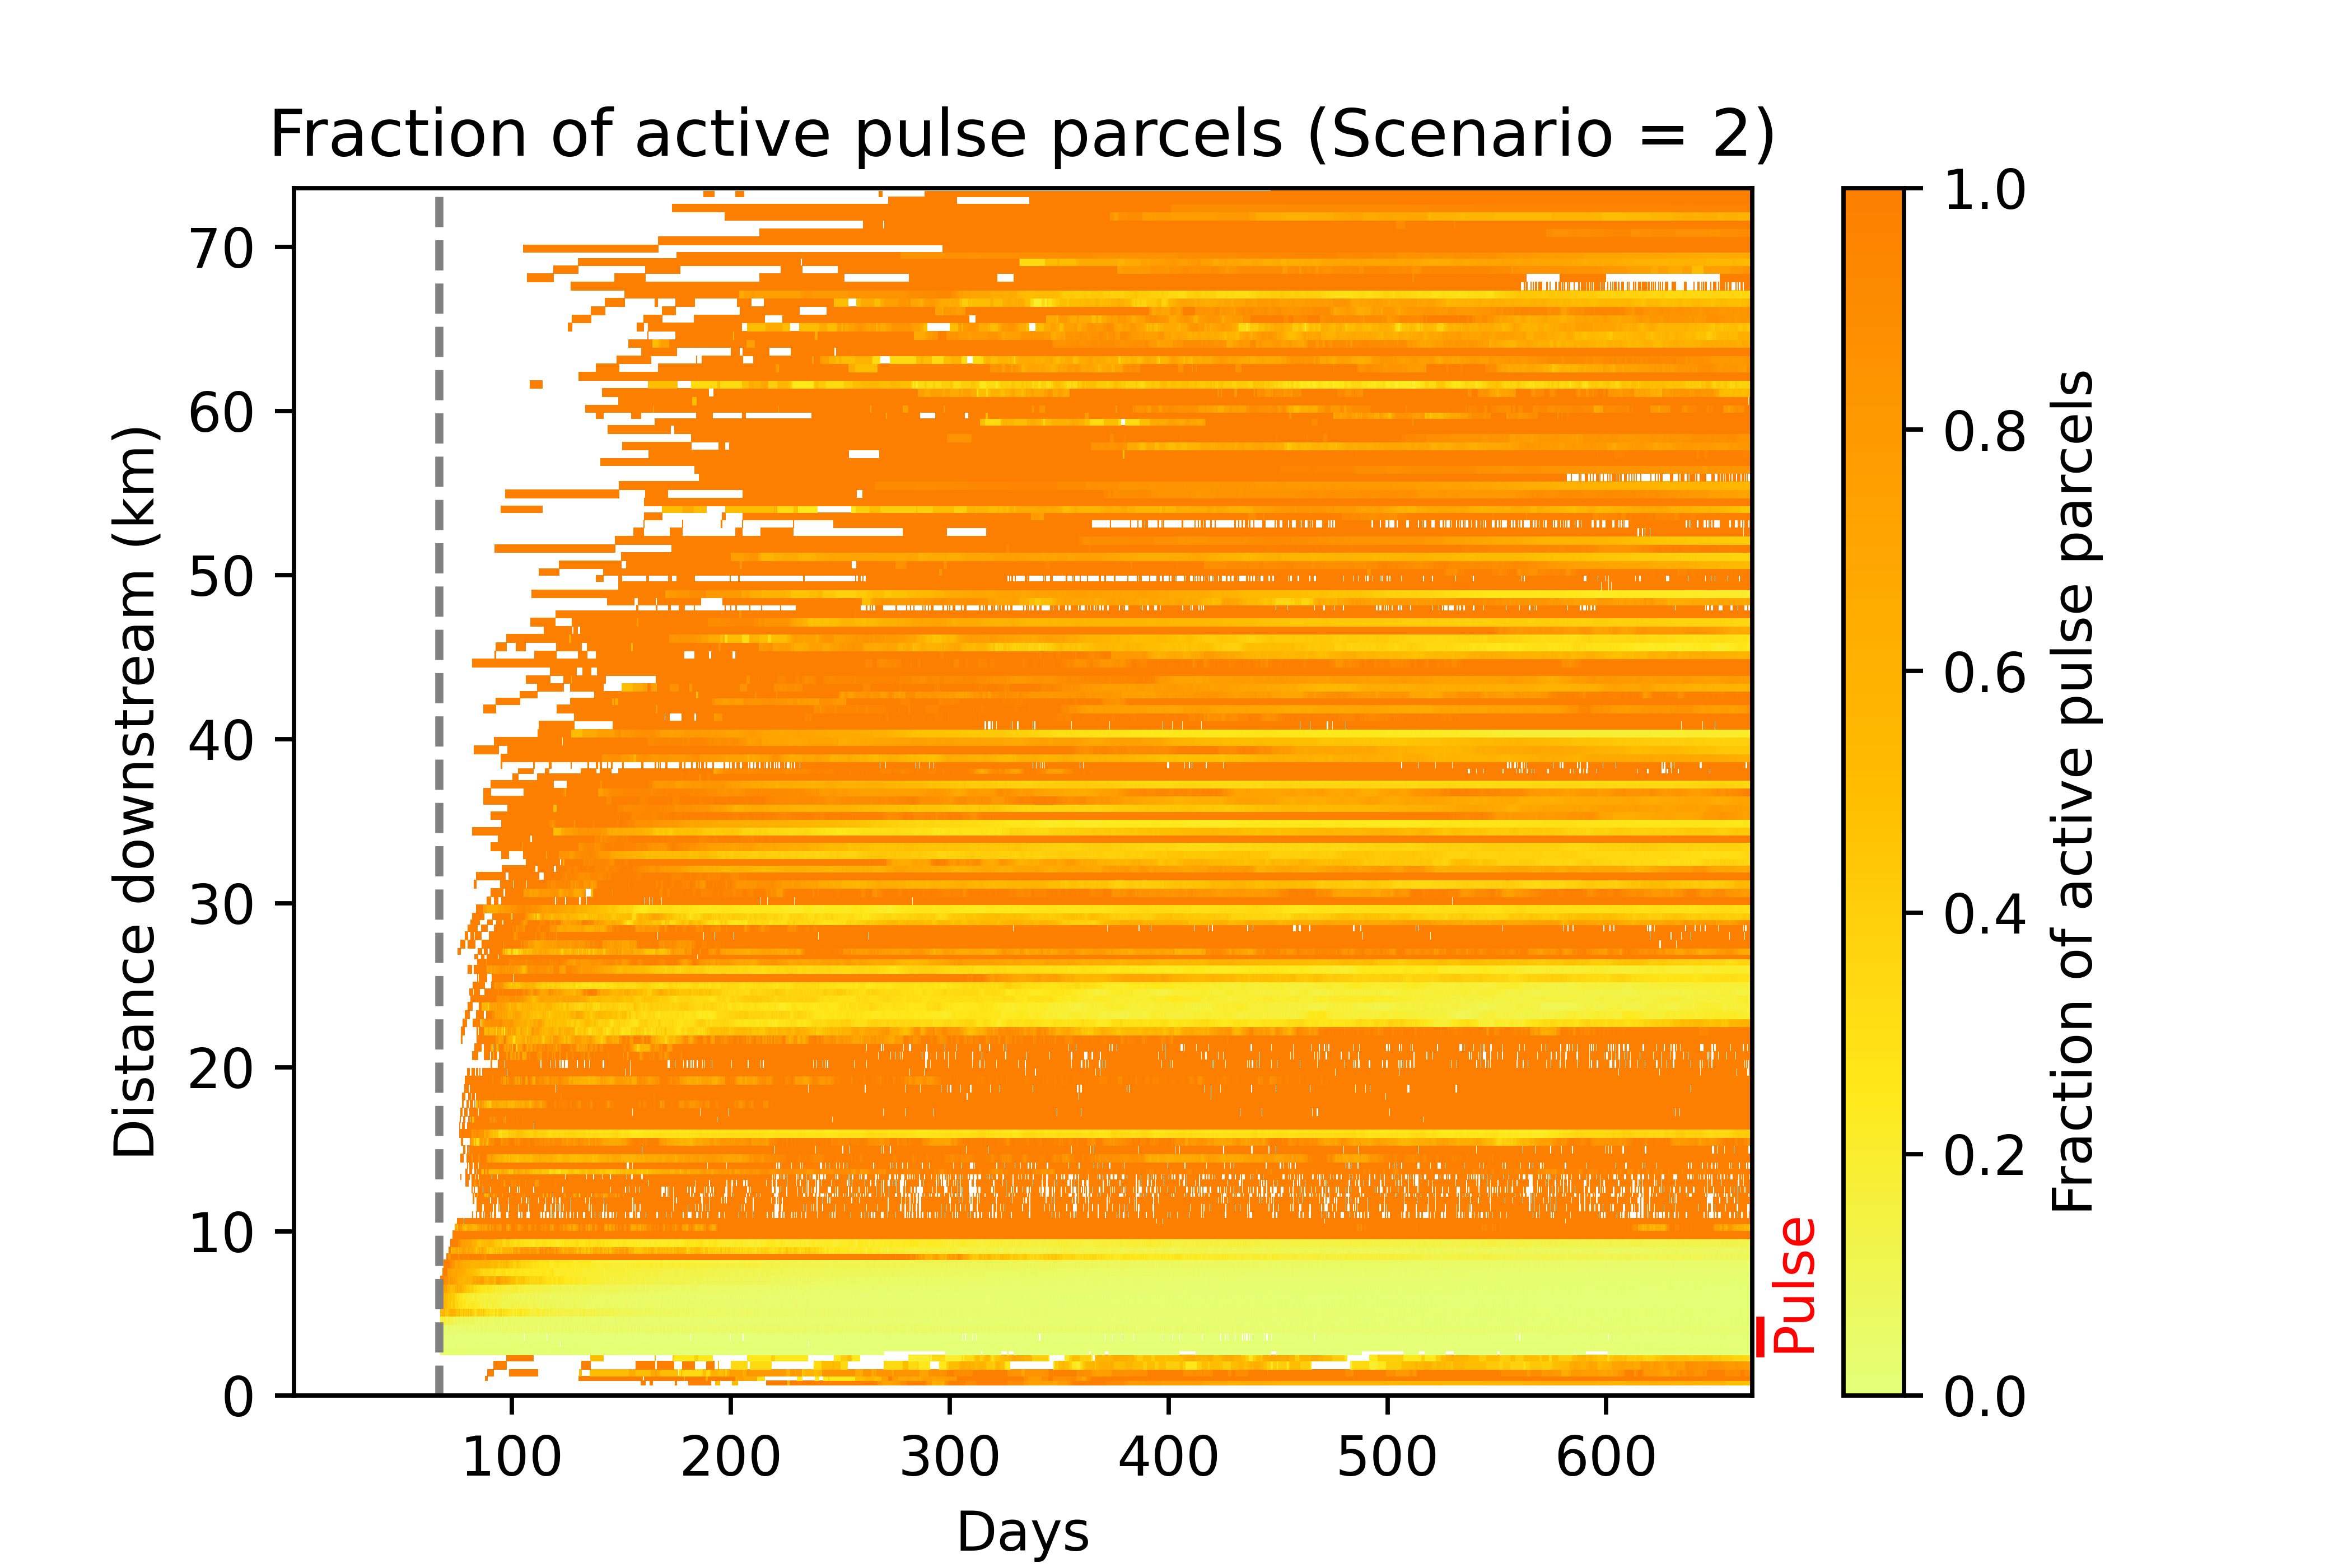 Fraction of active pulse parcels (Scenario = 2)
Distance downstream (km)
70
60
50
40
30
20
10
0
100 200 300 400 500 600
Days
Pulse
1.0
0.8
0.6
0.4
0.2
0.0
Fraction of active pulse parcels